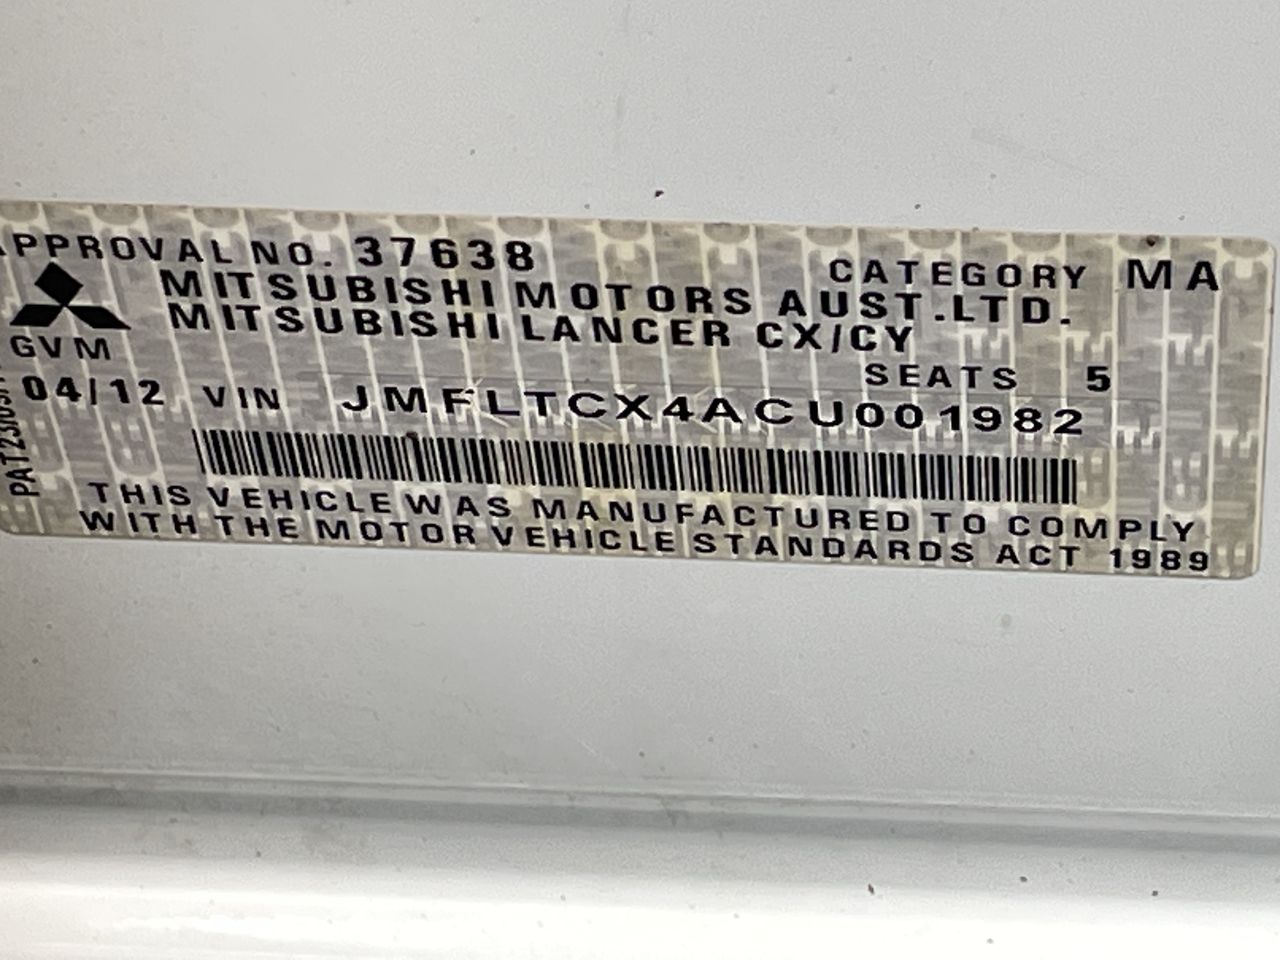 APPROVAL NO. 37638 CATEGORY MA
MITSUBISHI MOTORS AUST.LTD.
MITSUBISHI LANCER CX/CY
GVM
SEATS 5
04/12 VIN JMFLTCX4ACU001982
THIS VEHICLE WAS MANUFACTURED TO COMPLY
WITH THE MOTOR VEHICLE STANDARDS ACT 1989